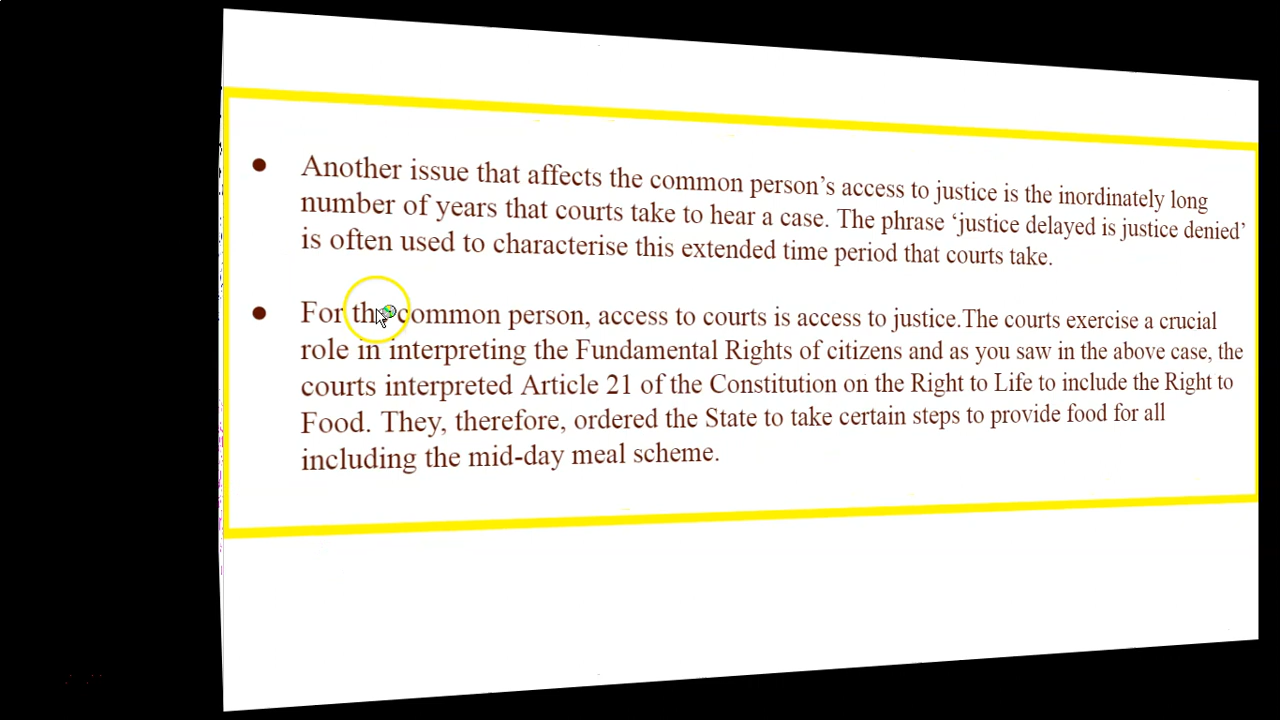 ● Another issue that affects the common person’s access to justice is the inordinately long
number of years that courts take to hear a case. The phrase ‘justice delayed is justice denied’
is often used to characterise this extended time period that courts take.
● For the common person, access to courts is access to justice.The courts exercise a crucial
role in interpreting the Fundamental Rights of citizens and as you saw in the above case, the
courts interpreted Article 21 of the Constitution on the Right to Life to include the Right to
Food. They, therefore, ordered the State to take certain steps to provide food for all
including the mid-day meal scheme.